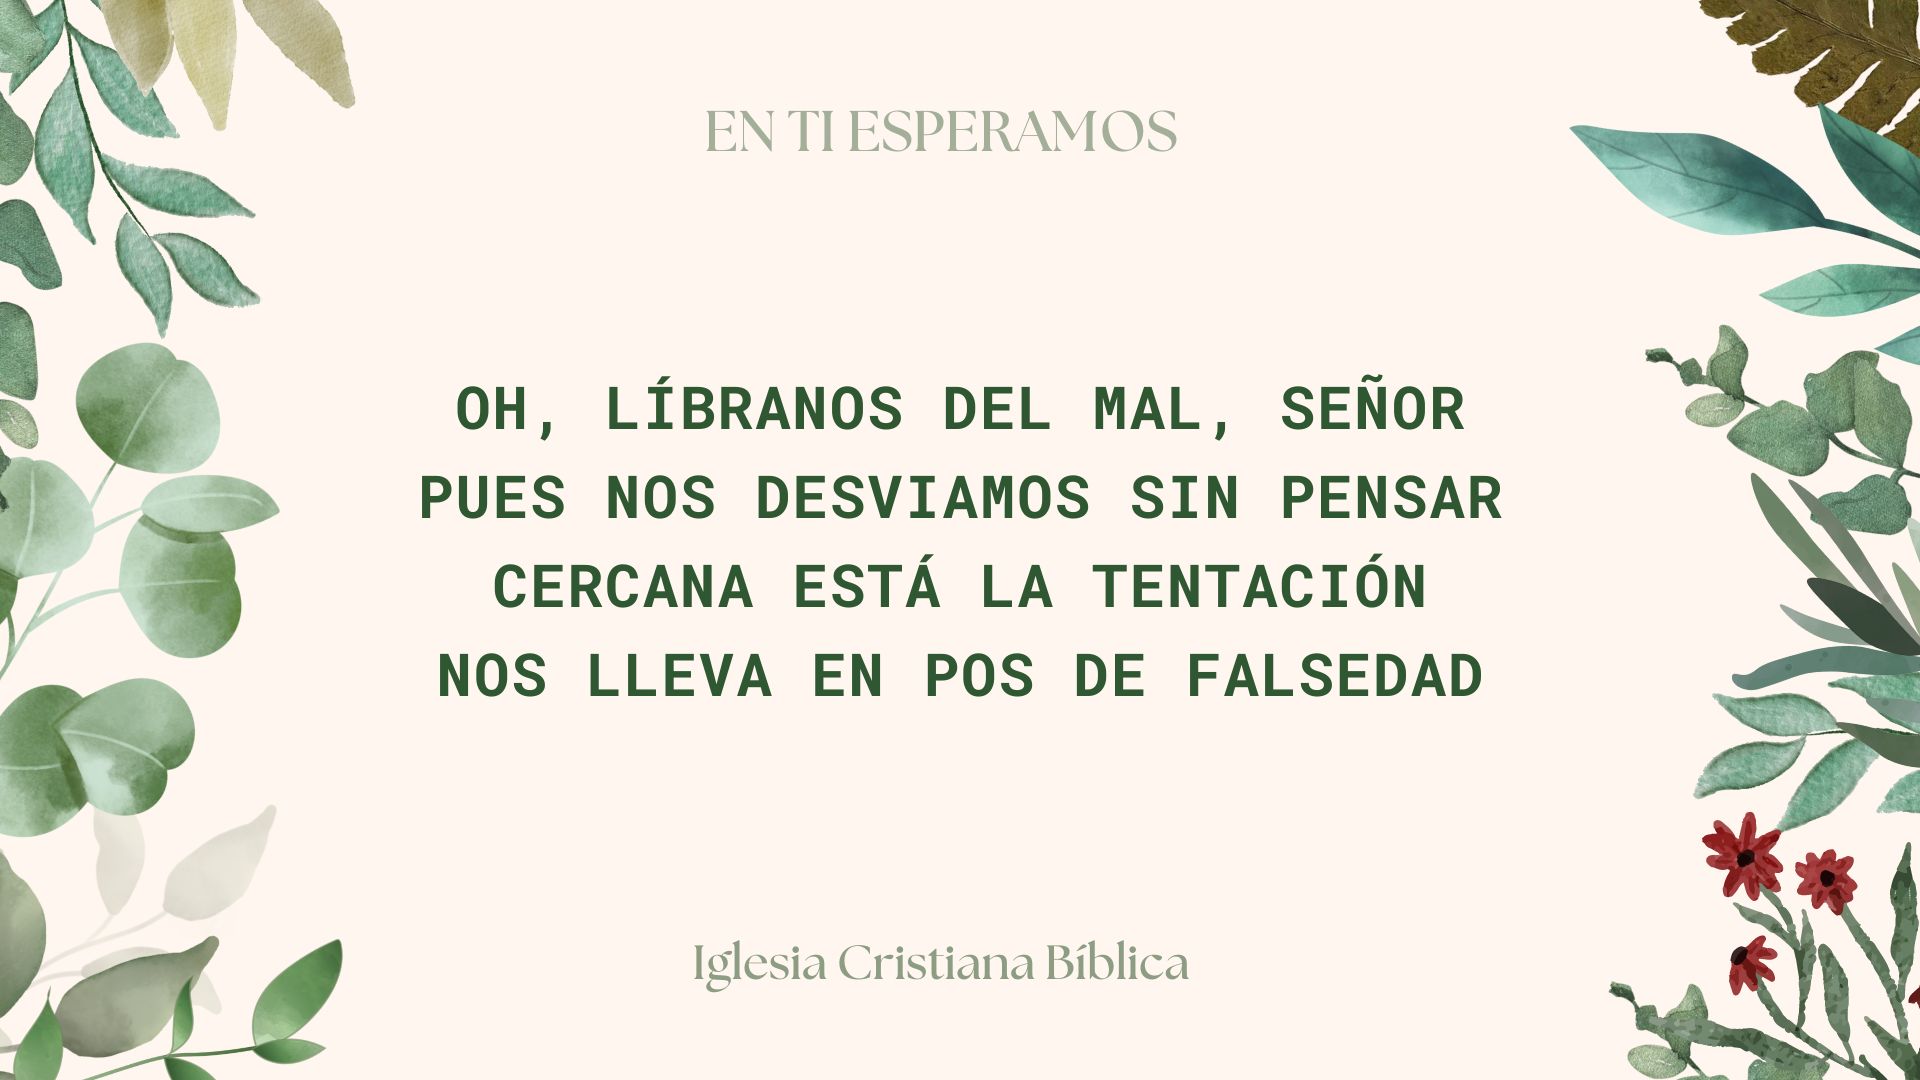 EN TI ESPERAMOS
OH, LÍBRANOS DEL MAL, SEÑOR
PUES NOS DESVIAMOS SIN PENSAR
CERCANA ESTÁ LA TENTACIÓN
NOS LLEVA EN POS DE FALSEDAD
Iglesia Cristiana Bíblica